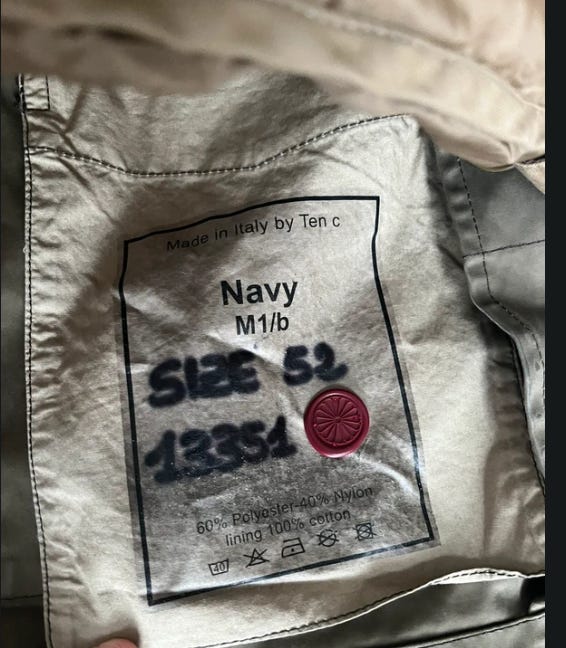 Made in Italy by Ten c
Navy
M1/b
SIZE 52
13351
60% Polyester-40% Nylon
lining 100% cotton
40